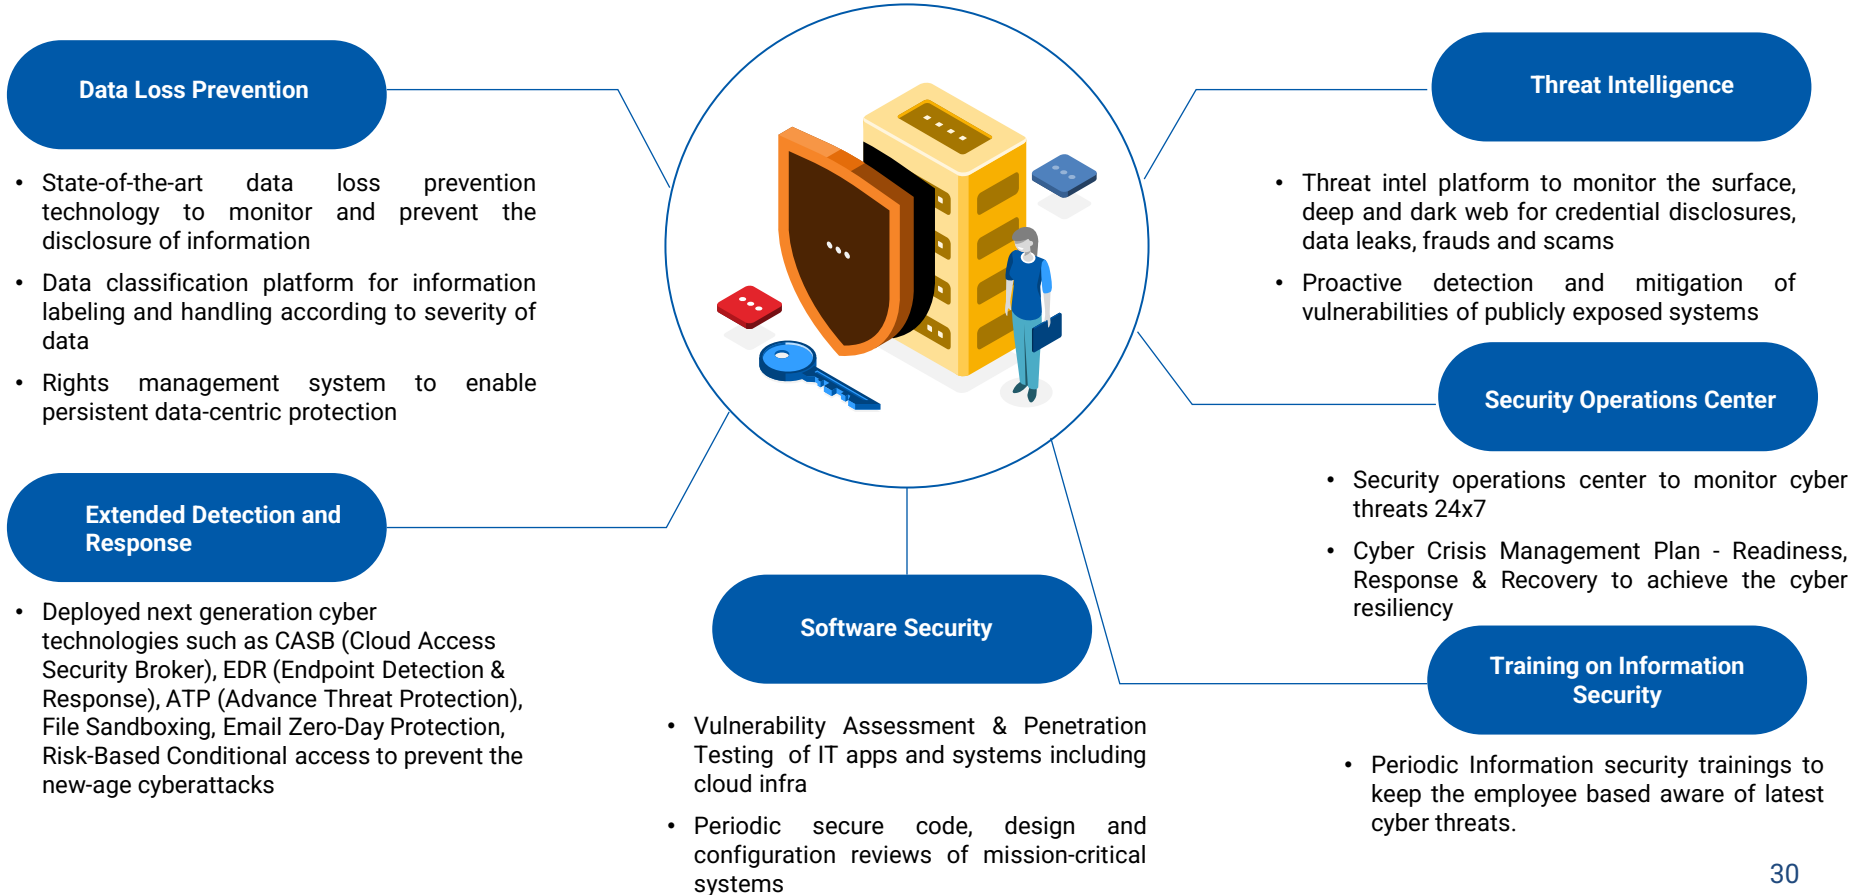 Data Loss Prevention
• State-of-the-art data loss prevention
technology to monitor and prevent the
disclosure of information
• Data classification platform for information
labeling and handling according to severity of
data
• Rights management system to enable
persistent data-centric protection
Extended Detection and
Response
• Deployed next generation cyber
technologies such as CASB (Cloud Access
Security Broker), EDR (Endpoint Detection &
Response), ATP (Advance Threat Protection),
File Sandboxing, Email Zero-Day Protection,
Risk-Based Conditional access to prevent the
new-age cyberattacks
Software Security
• Vulnerability Assessment & Penetration
Testing of IT apps and systems including
cloud infra
• Periodic secure code, design and
configuration reviews of mission-critical
systems
Threat Intelligence
• Threat intel platform to monitor the surface,
deep and dark web for credential disclosures,
data leaks, frauds and scams
• Proactive detection and mitigation of
vulnerabilities of publicly exposed systems
Security Operations Center
• Security operations center to monitor cyber
threats 24x7
• Cyber Crisis Management Plan - Readiness,
Response & Recovery to achieve the cyber
resiliency
Training on Information
Security
• Periodic Information security trainings to
keep the employee based aware of latest
cyber threats.
30